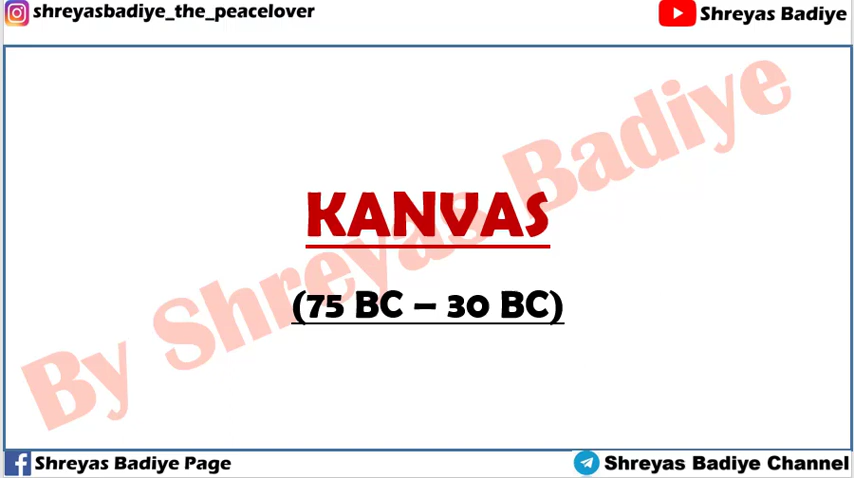 shreyasbadiye_the_peacelover
Shreyas Badiye
By Shreyas Badiye
KANVAS
(75 BC – 30 BC)
Shreyas Badiye Page
Shreyas Badiye Channel